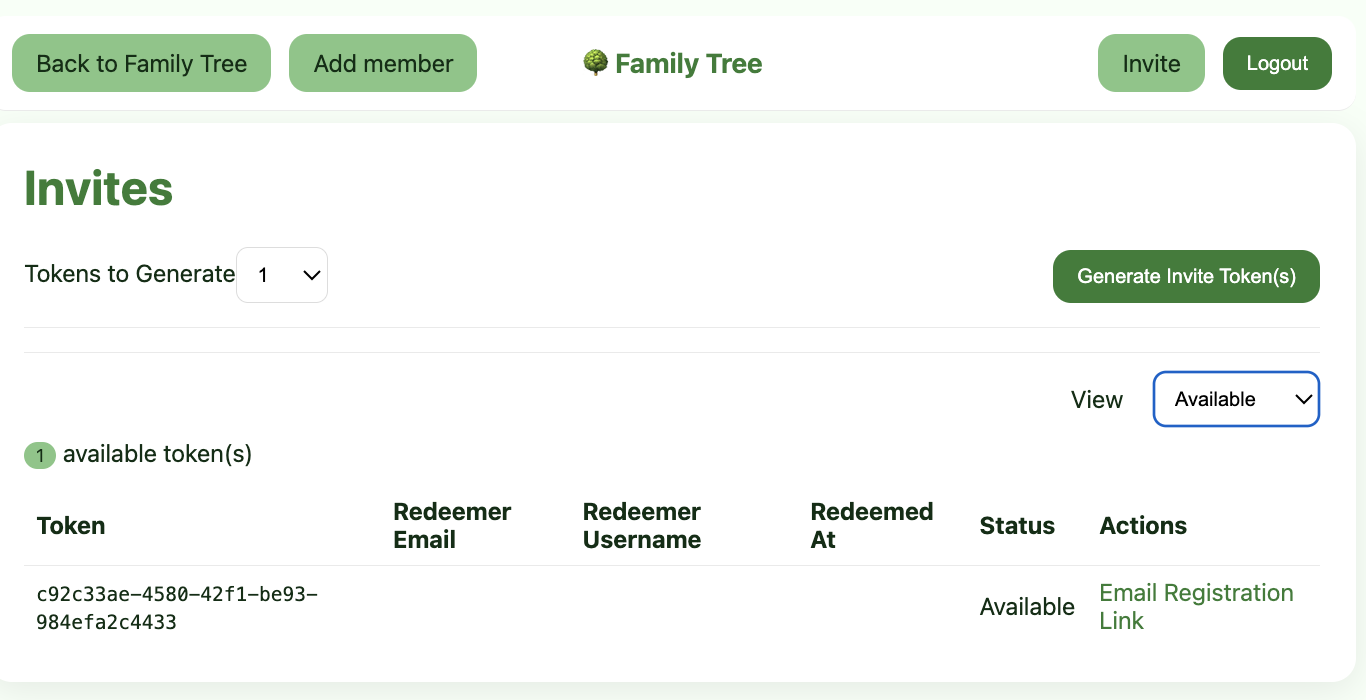 Back to Family Tree
Add member
🌳 Family Tree
Invite
Logout
Invites
Tokens to Generate 1
Generate Invite Token(s)
View
Available
1 available token(s)
Token
Redeemer
Email
Redeemer
Username
Redeemed
At
Status
Actions
c92c33ae-4580-42f1-be93-
984efa2c4433
Available
Email Registration
Link